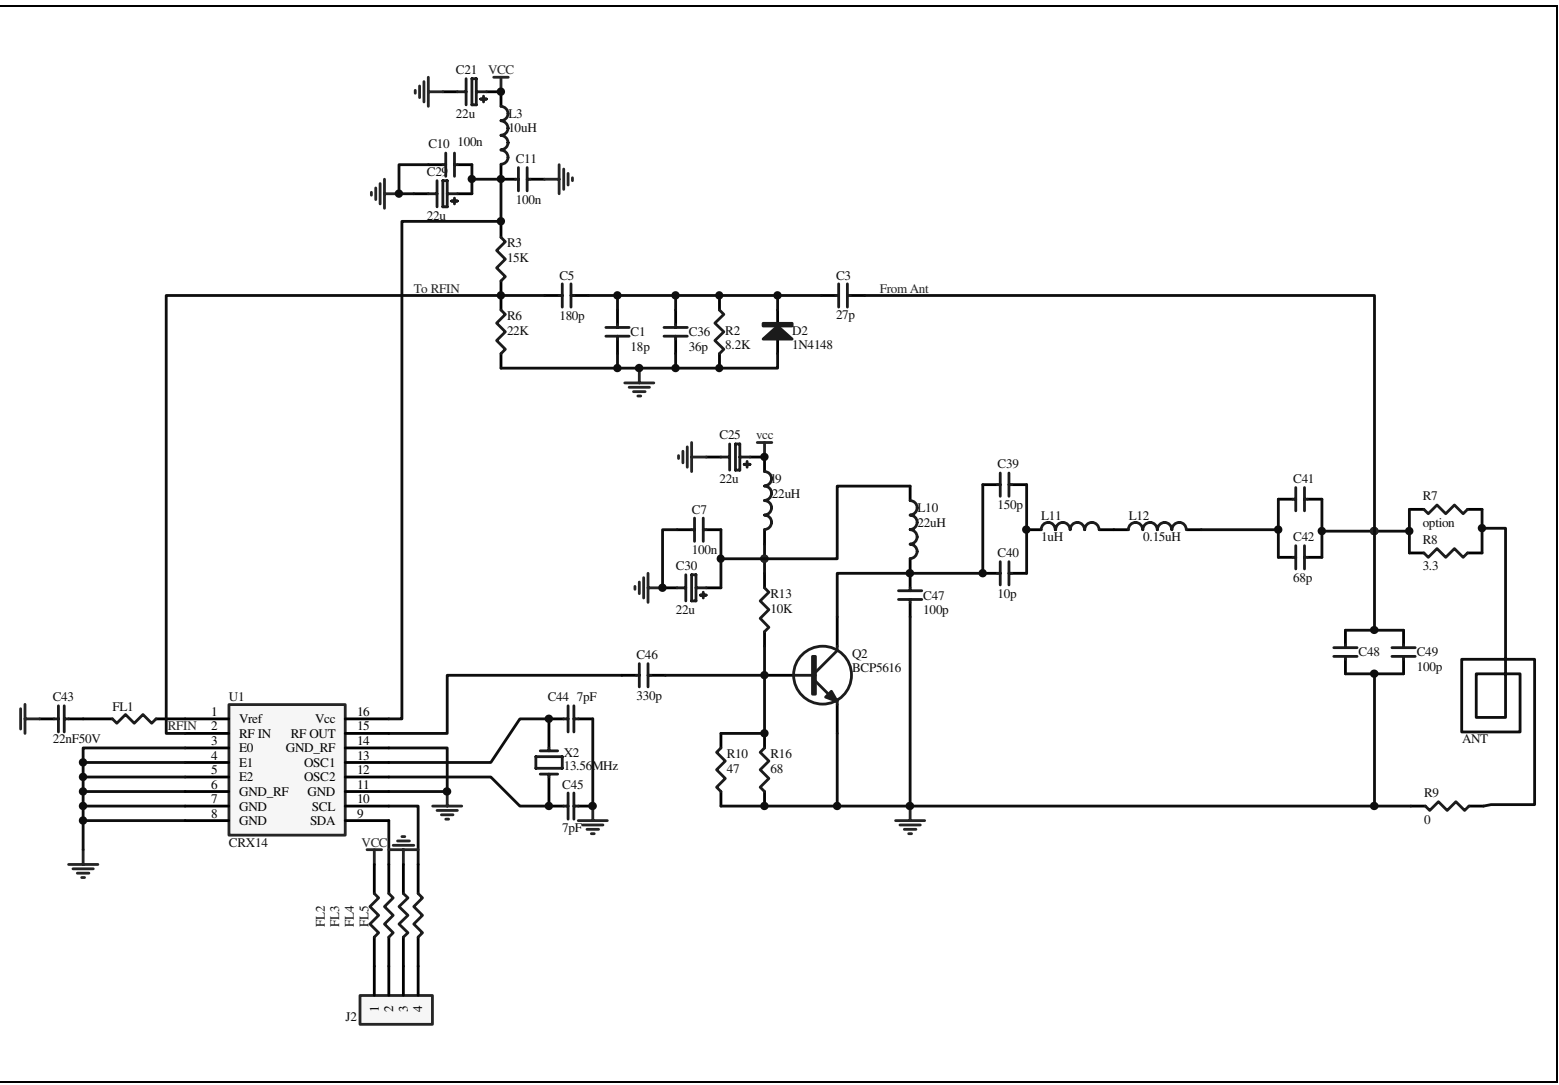 C21
VCC
22u
L3
10uH
C10
100n
C29
22u
C11
100n
R3
15K
To RFIN
C5
180p
C3
27p
From Ant
R6
22K
C1
18p
C36
36p
R2
8.2K
D2
1N4148
C25
vcc
22u
l9
22uH
C7
100n
C30
22u
R13
10K
L10
22uH
C39
150p
C40
10p
L11
1uH
L12
0.15uH
C41
C42
68p
R7
option
R8
3.3
C47
100p
Q2
BCP5616
C46
330p
C48
C49
100p
ANT
R9
0
R10
47
R16
68
C43
22nF50V
FL1
RFIN
U1
1
2
3
4
5
6
7
8
Vref
RF IN
E0
E1
E2
GND_RF
GND
GND
Vcc
RF OUT
GND_RF
OSC1
OSC2
GND
SCL
SDA
16
15
14
13
12
11
10
9
CRX14
C44
7pF
X2
13.56MHz
C45
7pF
VCC
FL2
FL3
FL4
FL5
J2
1
2
3
4